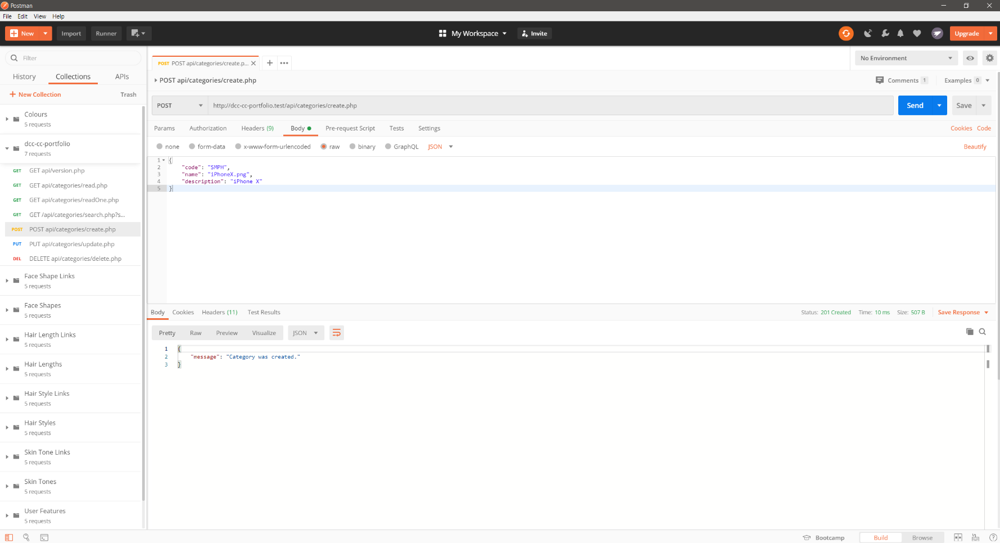 Postman
File Edit View Help
New Import Runner My Workspace Invite Upgrade
Filter
History Collections APIs
New Collection Trash
Colours
5 requests
dcc-cc-portfolio
7 requests
GET GET api/version.php
GET GET api/categories/read.php
GET GET api/categories/readOne.php
GET GET /api/categories/search.php?s...
POST POST api/categories/create.php
PUT PUT api/categories/update.php
DEL DELETE api/categories/delete.php
Face Shape Links
5 requests
Face Shapes
5 requests
Hair Length Links
5 requests
Hair Lengths
5 requests
Hair Style Links
5 requests
Hair Styles
5 requests
Skin Tone Links
5 requests
Skin Tones
5 requests
User Features
5 requests
POST POST api/categories/create.p...
No Environment
POST api/categories/create.php
Comments 1 Examples 0
POST http://dcc-cc-portfolio.test/api/categories/create.php Send Save
Params Authorization Headers (9) Body Pre-request Script Tests Settings Cookies Code
none form-data x-www-form-urlencoded raw binary GraphQL JSON Beautify
1 {
2 "code": "SMPH",
3 "name": "iPhoneX.png",
4 "description": "iPhone X"
5 }
Body Cookies Headers (11) Test Results Status: 201 Created Time: 10 ms Size: 507 B Save Response
Pretty Raw Preview Visualize JSON
1 {
2 "message": "Category was created."
3 }
Bootcamp Build Browse